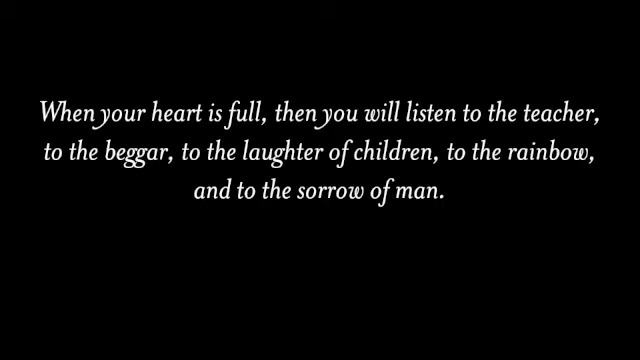 When your heart is full, then you will listen to the teacher,
to the beggar, to the laughter of children, to the rainbow,
and to the sorrow of man.